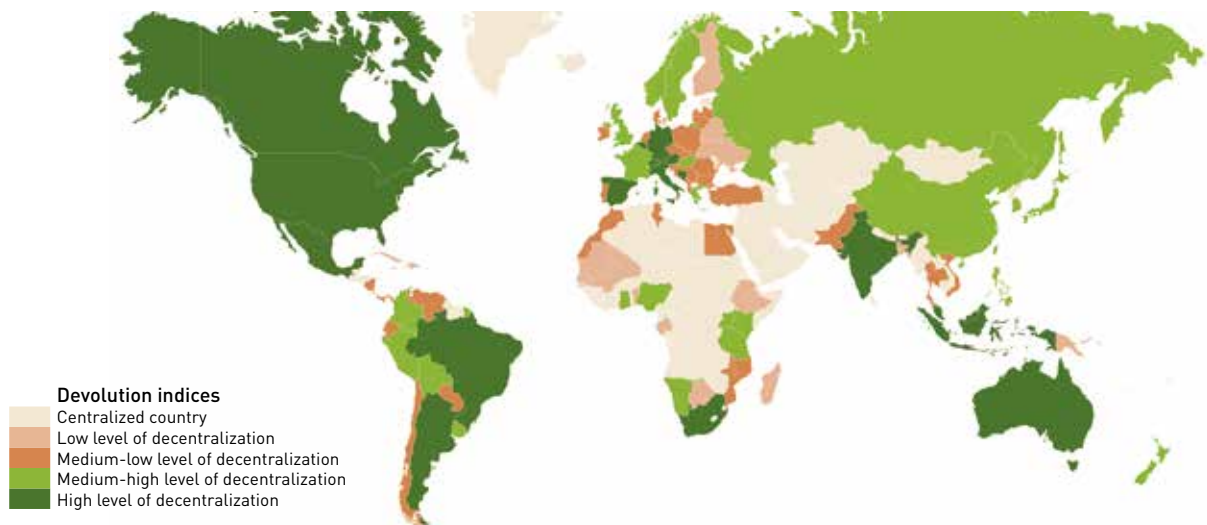 Devolution indices
Centralized country
Low level of decentralization
Medium-low level of decentralization
Medium-high level of decentralization
High level of decentralization